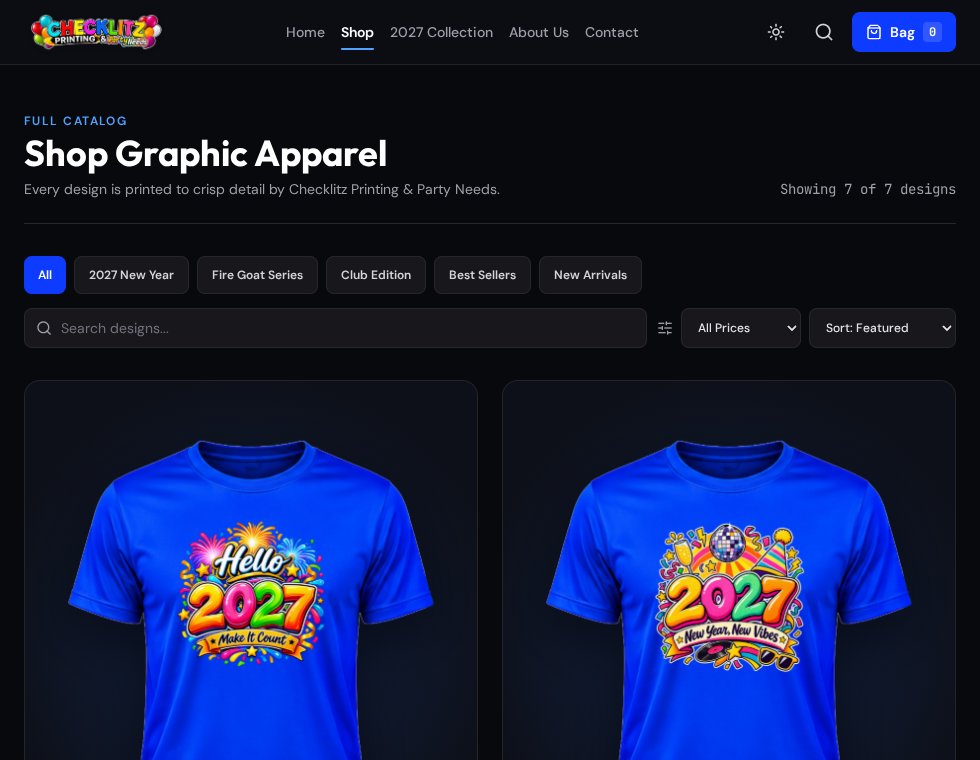 CHECKLITZ
PRINTING & Party Needs
Home
Shop
2027 Collection
About Us
Contact
Bag 0
FULL CATALOG
Shop Graphic Apparel
Every design is printed to crisp detail by Checklitz Printing & Party Needs.
Showing 7 of 7 designs
All
2027 New Year
Fire Goat Series
Club Edition
Best Sellers
New Arrivals
Search designs...
All Prices
Sort: Featured
Hello
2027
Make It Count
2027
New Year, New Vibes